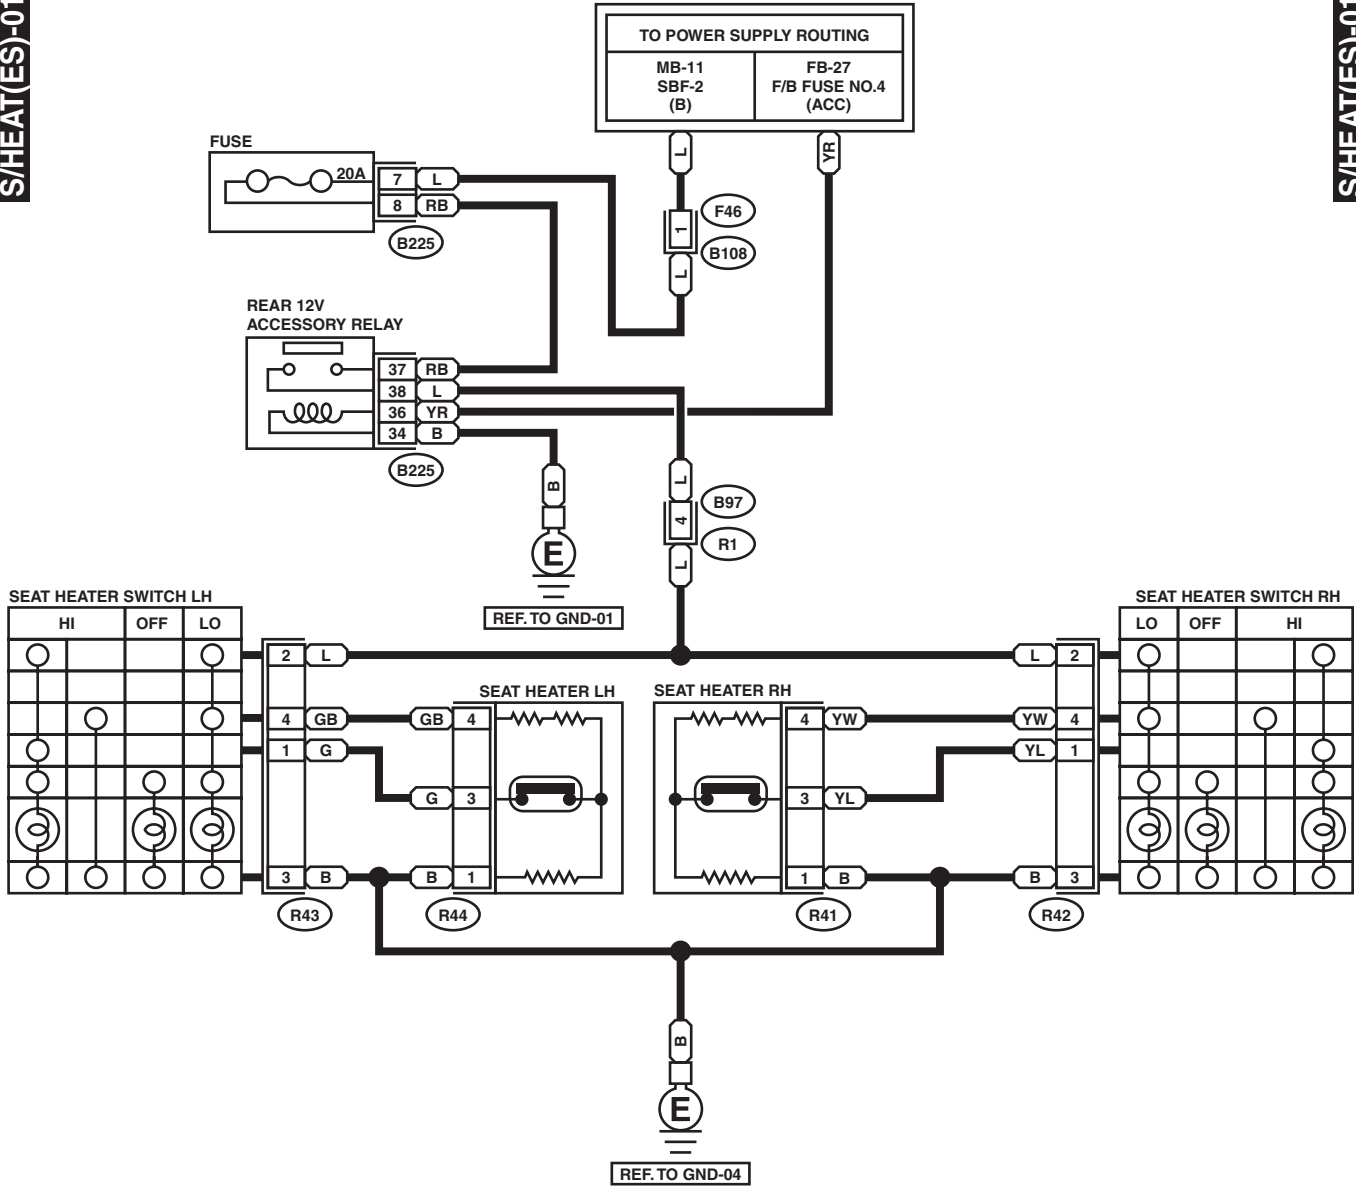 S/HEAT(ES)-01
S/HEAT(ES)-01
TO POWER SUPPLY ROUTING
MB-11
SBF-2
(B)
FB-27
F/B FUSE NO.4
(ACC)
L
YR
FUSE
20A
7
L
8
RB
B225
1
F46
B108
L
REAR 12V
ACCESSORY RELAY
37
RB
38
L
36
YR
34
B
B225
B
E
REF. TO GND-01
L
4
B97
R1
L
SEAT HEATER SWITCH LH
HI
OFF
LO
2
L
4
GB
1
G
3
B
R43
SEAT HEATER LH
GB
4
G
3
B
1
R44
SEAT HEATER RH
4
YW
3
YL
1
B
R41
SEAT HEATER SWITCH RH
LO
OFF
HI
L
2
YW
4
YL
1
B
3
R42
B
E
REF. TO GND-04